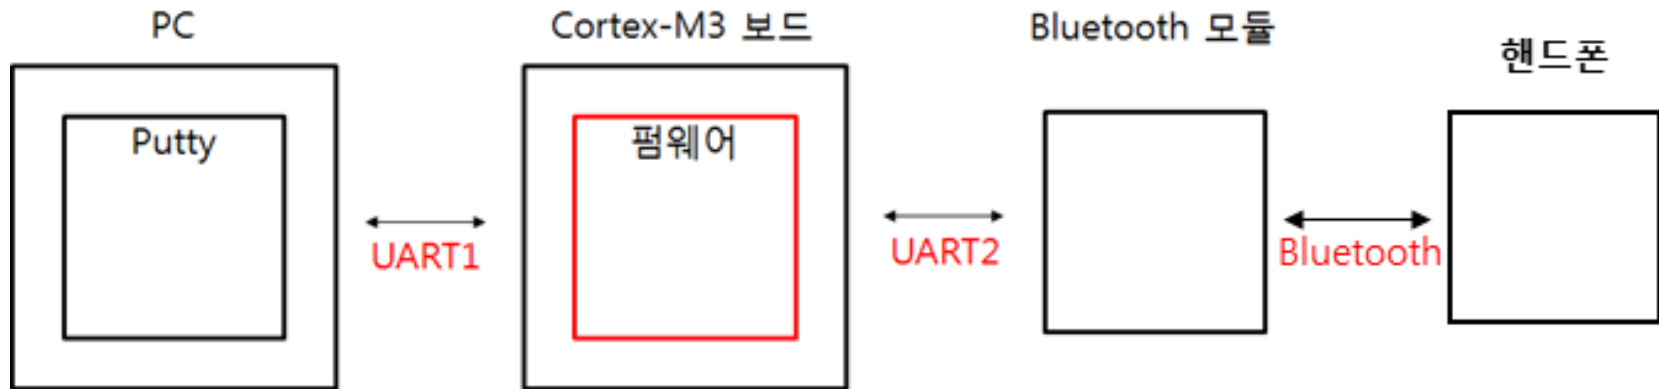 PC
Cortex-M3 보드
Bluetooth 모듈
핸드폰
Putty
펌웨어
UART1
UART2
Bluetooth